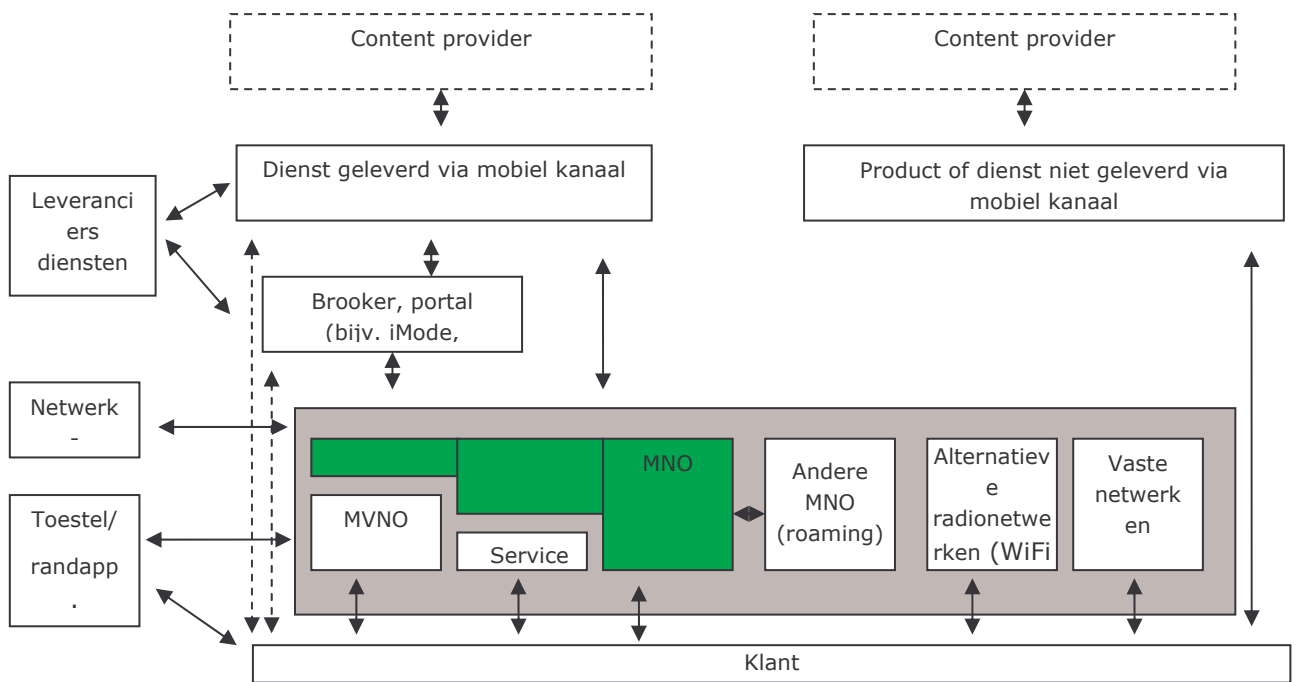 Content provider
Content provider
Dienst geleverd via mobiel kanaal
Product of dienst niet geleverd via
mobiel kanaal
Leveranci
ers
diensten
Brooker, portal
(bijv. iMode,
Netwerk
-
Toestel/
randapp
.
MVNO
Service
MNO
Andere
MNO
(roaming)
Alternatiev
e
radionetwe
rken (WiFi
Vaste
netwerk
en
Klant